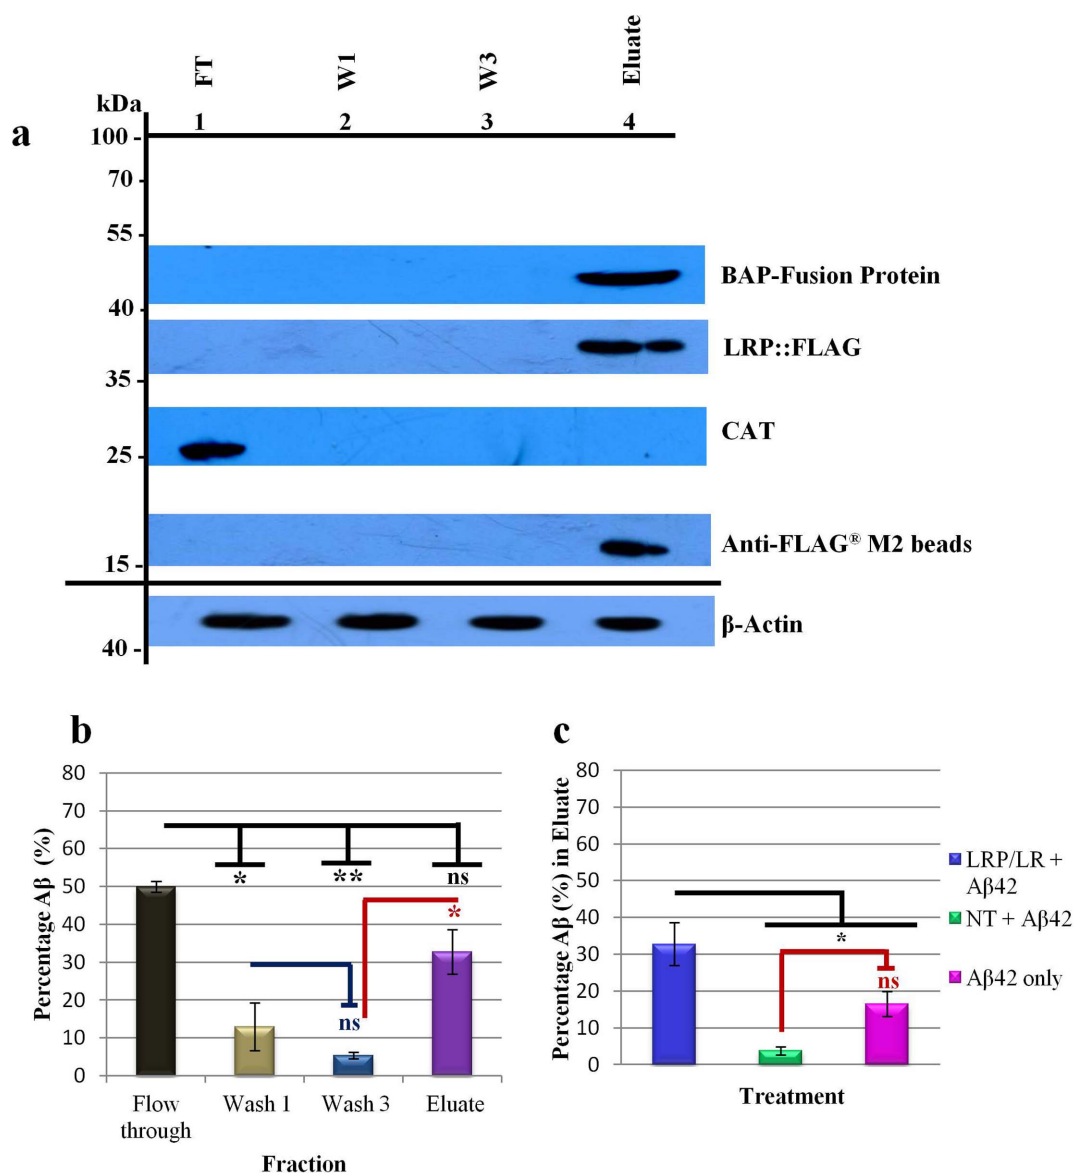 FT
W1
W3
Eluate
kDa
1
2
3
4
a
100 -
70 -
55 -
BAP-Fusion Protein
40 -
LRP::FLAG
35 -
CAT
25 -
Anti-FLAG® M2 beads
15 -
β-Actin
40 -
b
Percentage Aβ (%)
80
70
60
50
40
30
20
10
0
*
**
ns
*
ns
Flow through
Wash 1
Wash 3
Eluate
Fraction
c
Percentage Aβ (%) in Eluate
80
70
60
50
40
30
20
10
0
*
ns
Treatment
LRP/LR +
Aβ42
NT + Aβ42
Aβ42 only